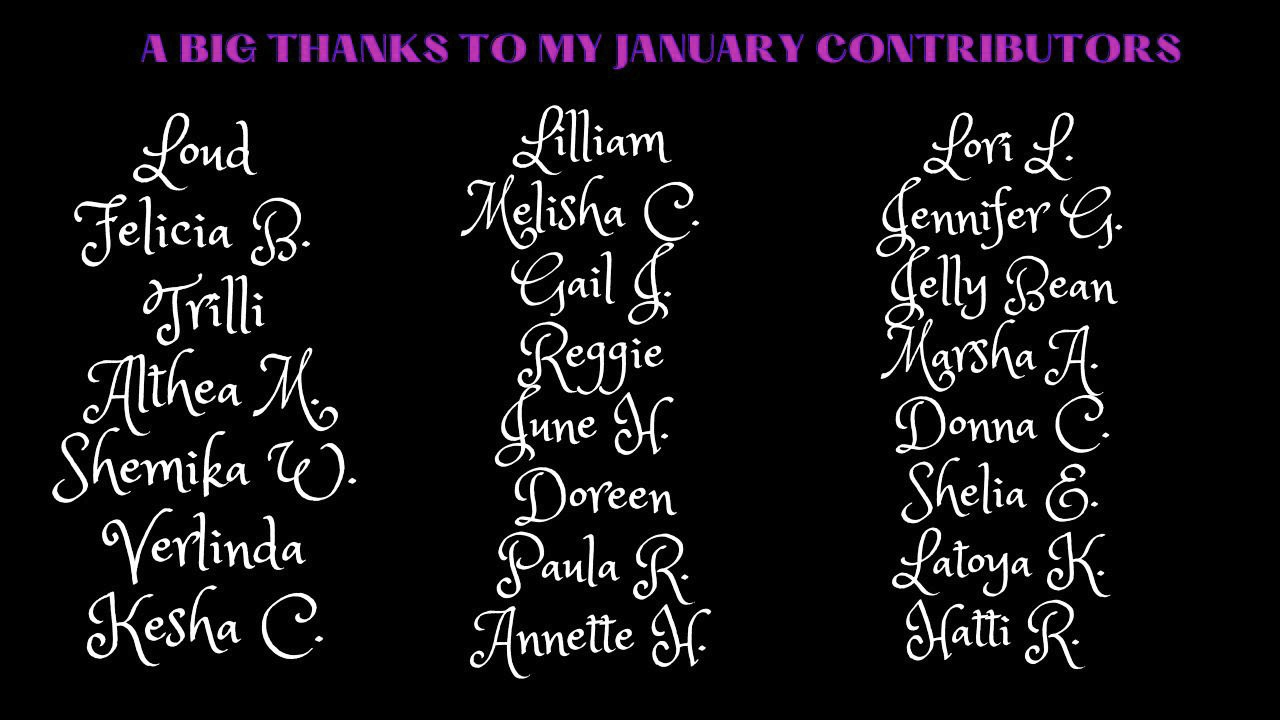 A BIG THANKS TO MY JANUARY CONTRIBUTORS
Loud
Felicia B.
Trilli
Althea M.
Shemika W.
Verlinda
Kesha C.
Lilliam
Melisha C.
Gail J.
Reggie
June H.
Doreen
Paula R.
Annette H.
Lori L.
Jennifer G.
Jelly Bean
Marsha A.
Donna C.
Shelia E.
Latoya K.
Hatti R.